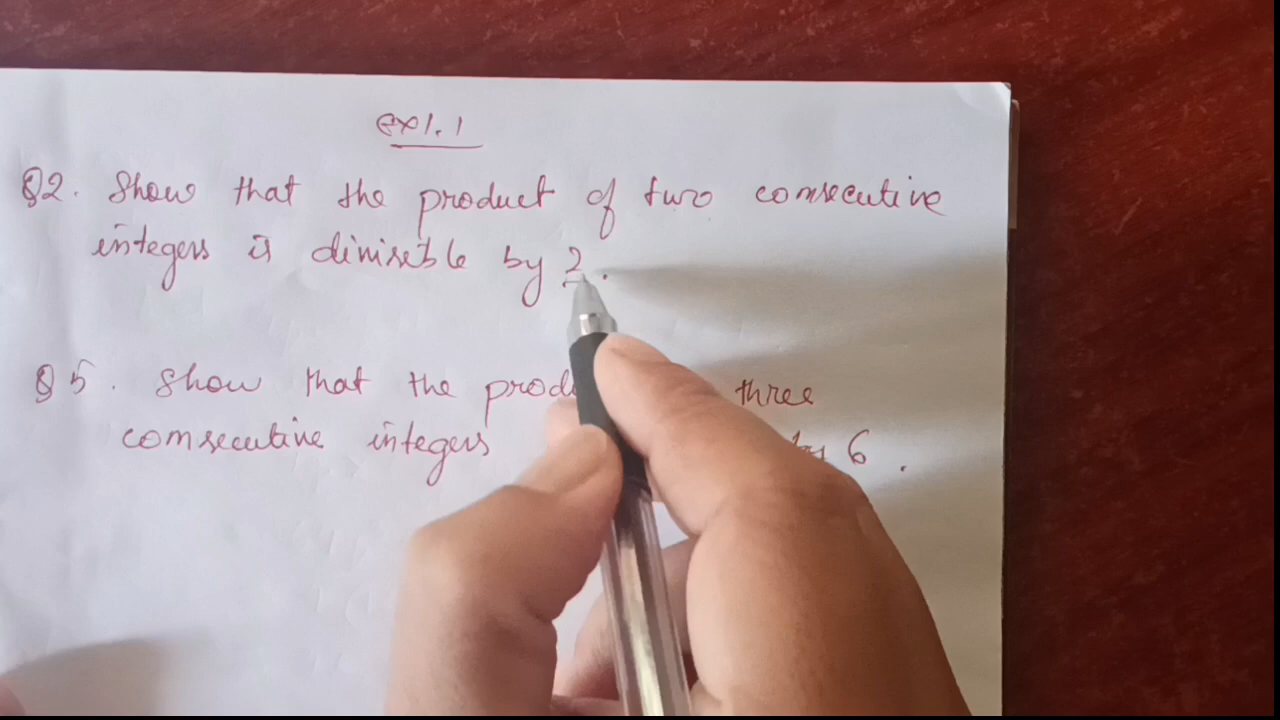 ex1.1
Q2. Show that the product of two consecutive
integers is divisible by 2.
Q5. Show that the three
consecutive integers by 6.